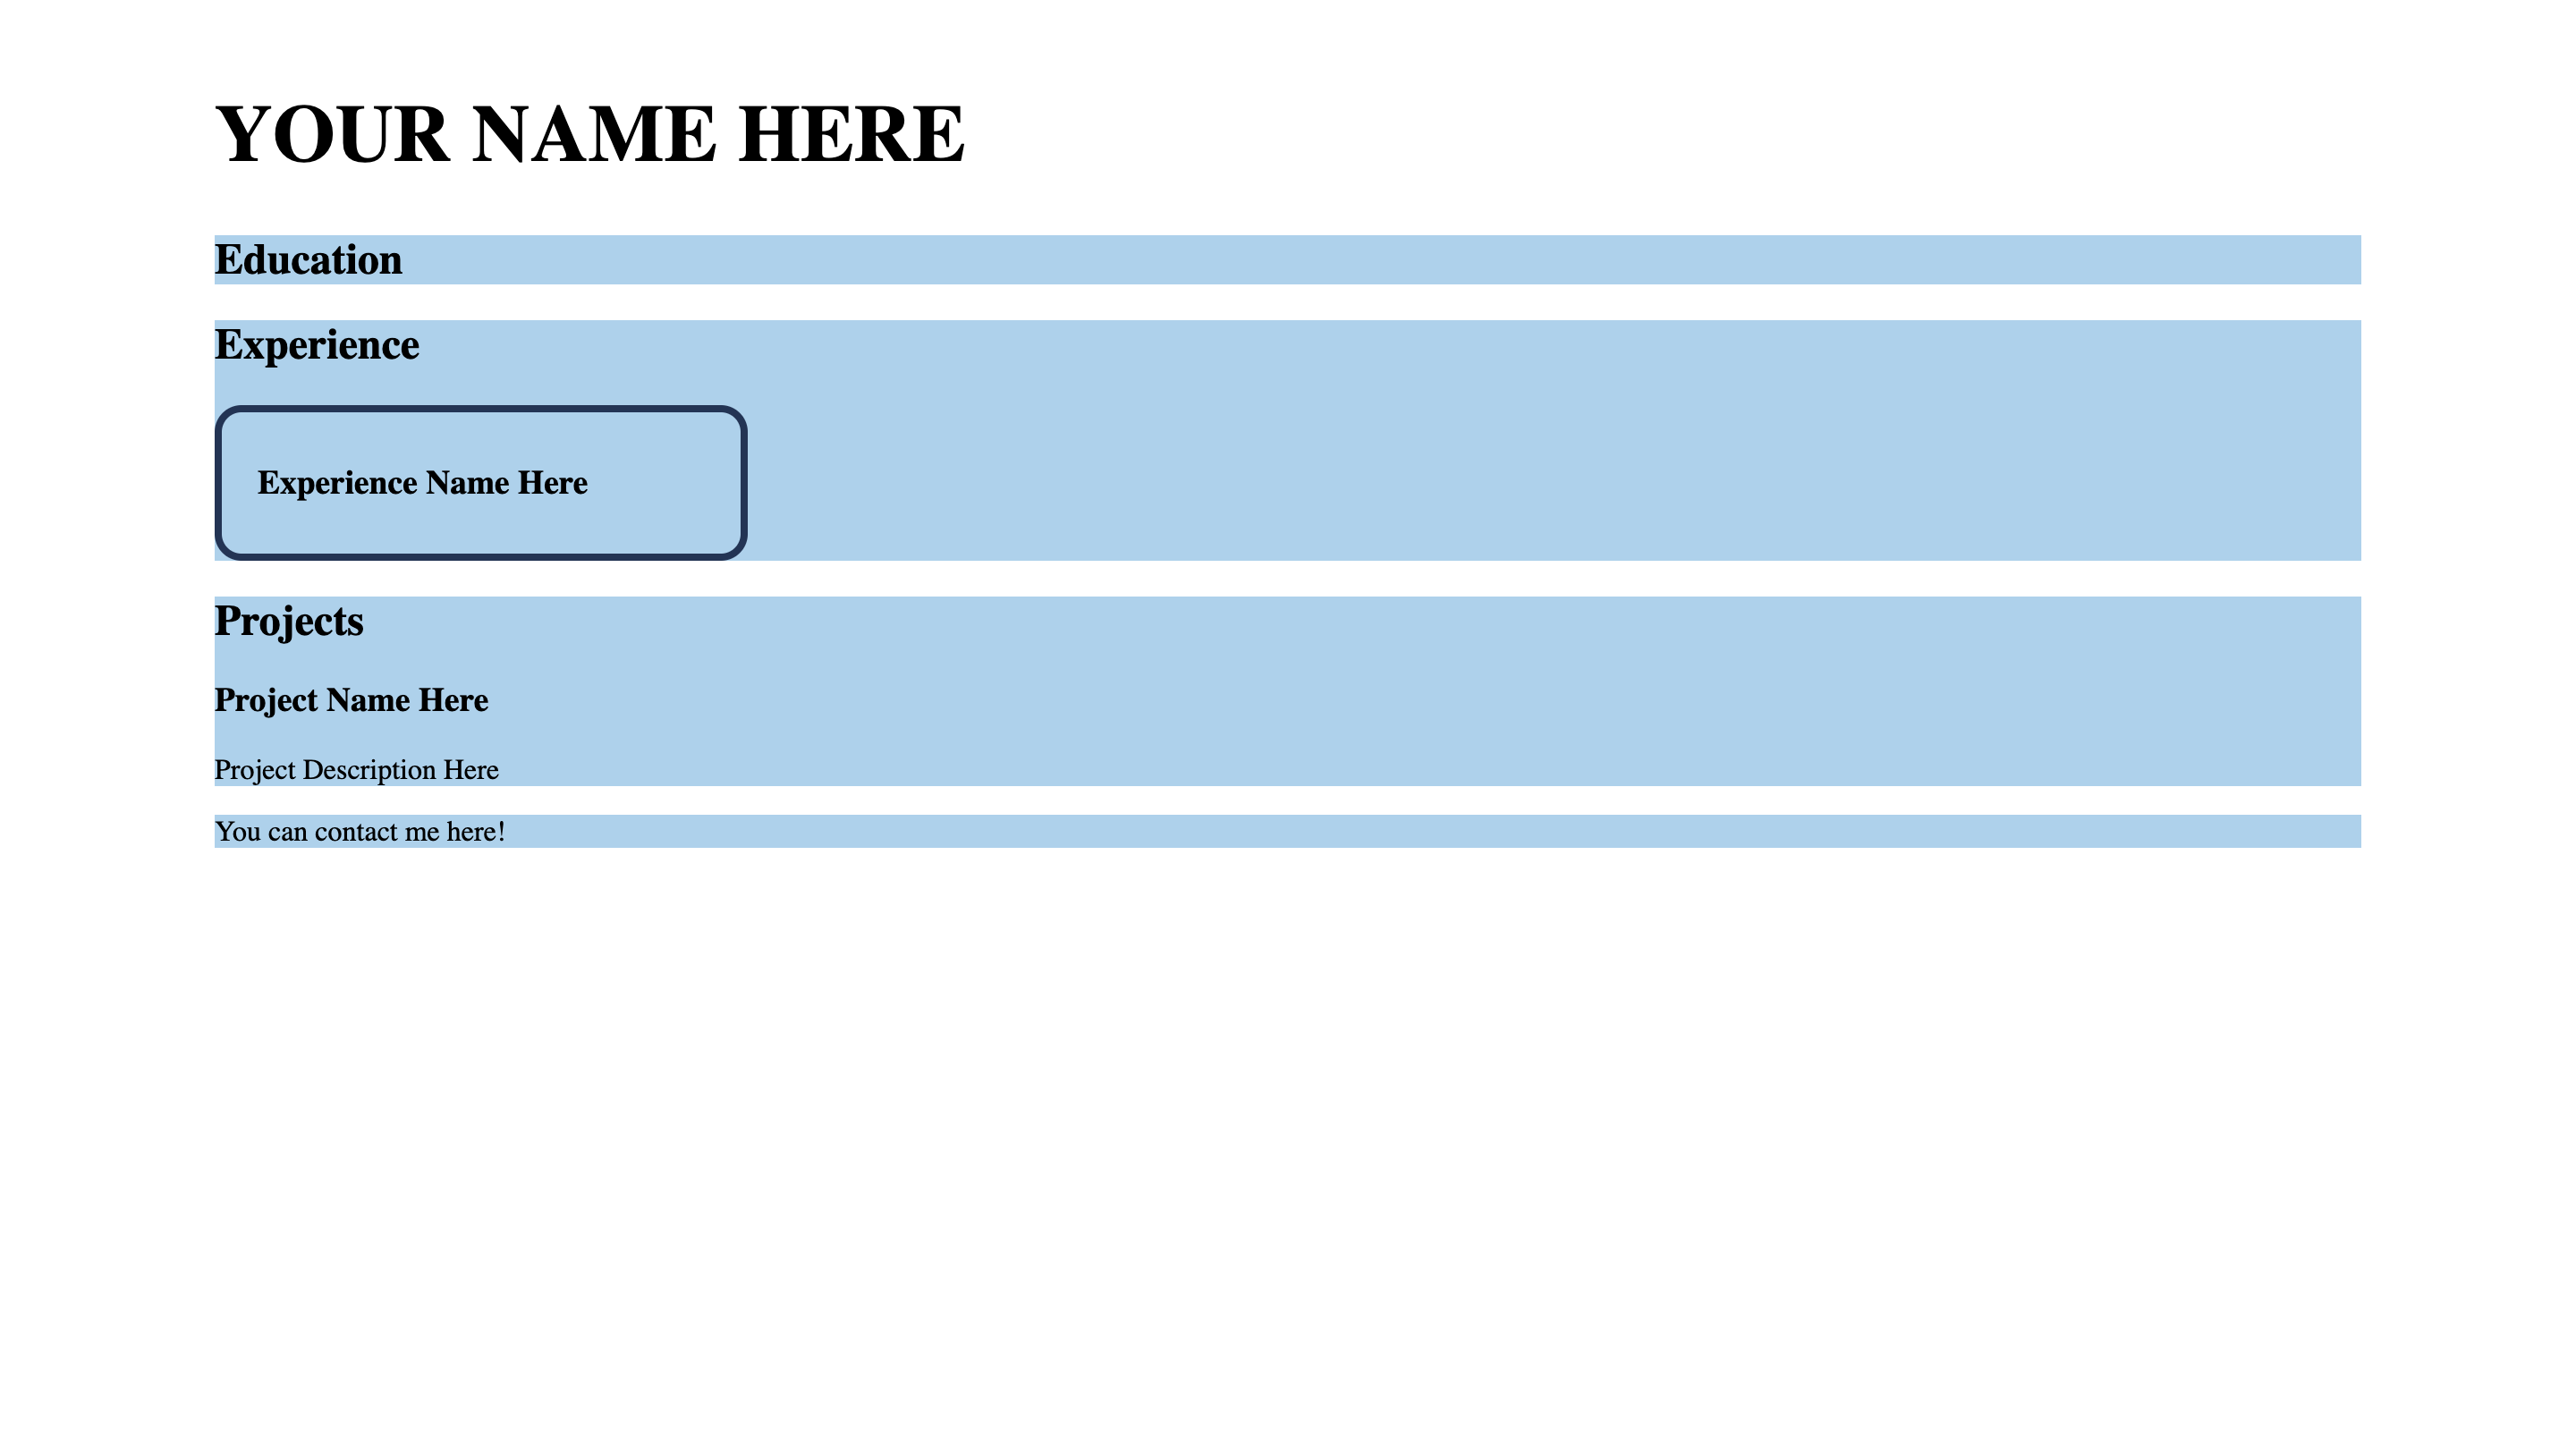 YOUR NAME HERE
Education
Experience
Experience Name Here
Projects
Project Name Here
Project Description Here
You can contact me here!